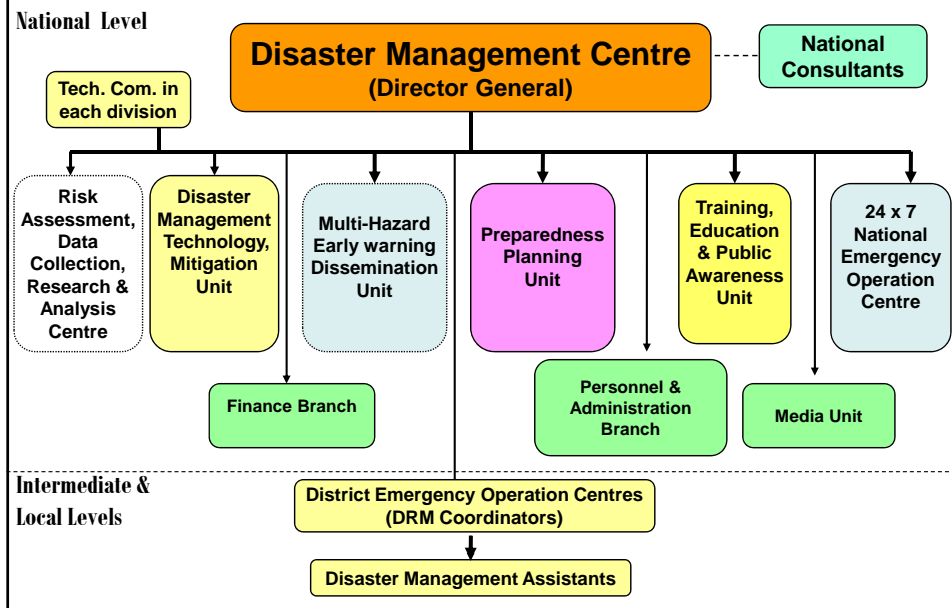 National Level
Disaster Management Centre
(Director General)
National
Consultants
Tech. Com. in
each division
Risk
Assessment,
Data
Collection,
Research &
Analysis
Centre
Disaster
Management
Technology,
Mitigation
Unit
Multi-Hazard
Early warning
Dissemination
Unit
Preparedness
Planning
Unit
Training,
Education
& Public
Awareness
Unit
24 x 7
National
Emergency
Operation
Centre
Finance Branch
Personnel &
Administration
Branch
Media Unit
Intermediate &
Local Levels
District Emergency Operation Centres
(DRM Coordinators)
Disaster Management Assistants